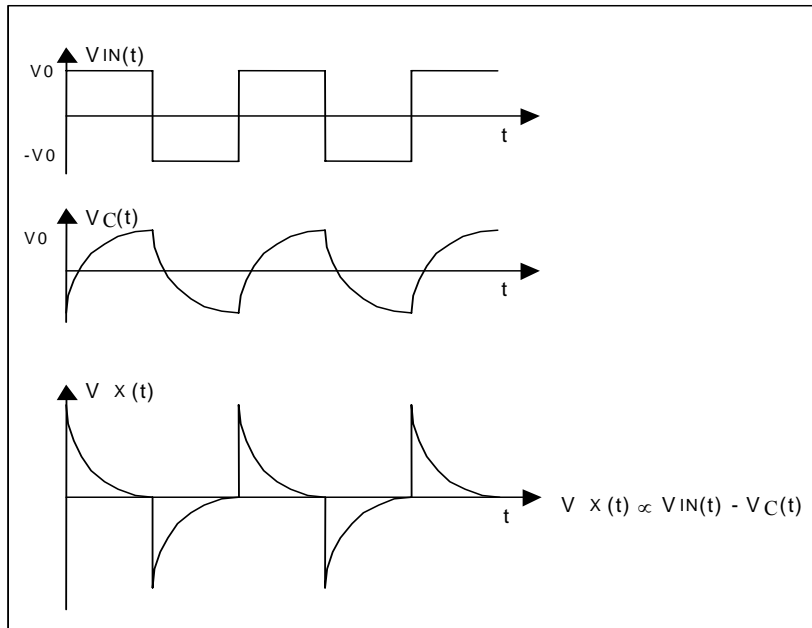 VIN(t)
V0
t
-V0
VC(t)
V0
t
V X(t)
t
V X(t) ∝ VIN(t) - VC(t)